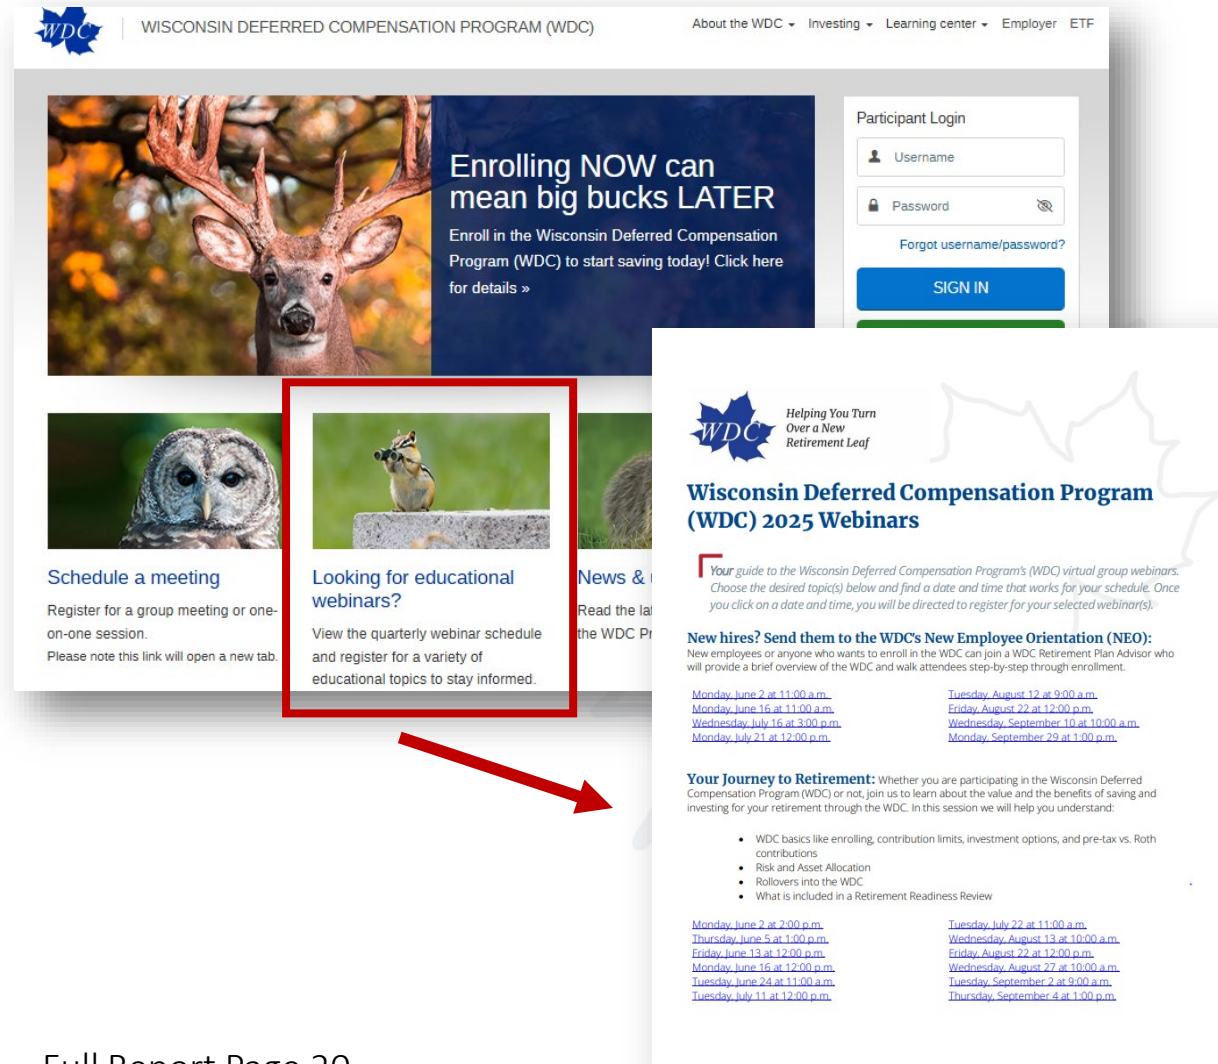 WDC
WISCONSIN DEFERRED COMPENSATION PROGRAM (WDC)
About the WDC Investing Learning center Employer ETF
Enrolling NOW can
mean big bucks LATER
Enroll in the Wisconsin Deferred Compensation
Program (WDC) to start saving today! Click here
for details »
Participant Login
Username
Password
Forgot username/password?
SIGN IN
Schedule a meeting
Register for a group meeting or one-
on-one session.
Please note this link will open a new tab.
Looking for educational
webinars?
View the quarterly webinar schedule
and register for a variety of
educational topics to stay informed.
News &
Read the
the WDC
WDC
Helping You Turn
Over a New
Retirement Leaf
Wisconsin Deferred Compensation Program
(WDC) 2025 Webinars
Your guide to the Wisconsin Deferred Compensation Program's (WDC) virtual group webinars.
Choose the desired topic(s) below and find a date and time that works for your schedule. Once
you click on a date and time, you will be directed to register for your selected webinar(s).
New hires? Send them to the WDC's New Employee Orientation (NEO):
New employees or anyone who wants to enroll in the WDC can join a WDC Retirement Plan Advisor who
will provide a brief overview of the WDC and walk attendees step-by-step through enrollment.
Monday, June 2 at 11:00 a.m.
Monday, June 16 at 11:00 a.m.
Wednesday, July 16 at 3:00 p.m.
Monday, July 21 at 12:00 p.m.
Tuesday, August 12 at 9:00 a.m.
Friday, August 22 at 12:00 p.m.
Wednesday, September 10 at 10:00 a.m.
Monday, September 29 at 1:00 p.m.
Your Journey to Retirement: Whether you are participating in the Wisconsin Deferred
Compensation Program (WDC) or not, join us to learn about the value and the benefits of saving and
investing for your retirement through the WDC. In this session we will help you understand:
• WDC basics like enrolling, contribution limits, investment options, and pre-tax vs. Roth
contributions
• Risk and Asset Allocation
• Rollovers into the WDC
• What is included in a Retirement Readiness Review
Monday, June 2 at 2:00 p.m.
Thursday, June 5 at 1:00 p.m.
Friday, June 13 at 12:00 p.m.
Monday, June 16 at 12:00 p.m.
Tuesday, June 24 at 11:00 a.m.
Tuesday, July 11 at 12:00 p.m.
Tuesday, July 22 at 11:00 a.m.
Wednesday, August 13 at 10:00 a.m.
Friday, August 22 at 12:00 p.m.
Wednesday, August 27 at 10:00 a.m.
Tuesday, September 2 at 9:00 a.m.
Thursday, September 4 at 1:00 p.m.
Full Report Page 20